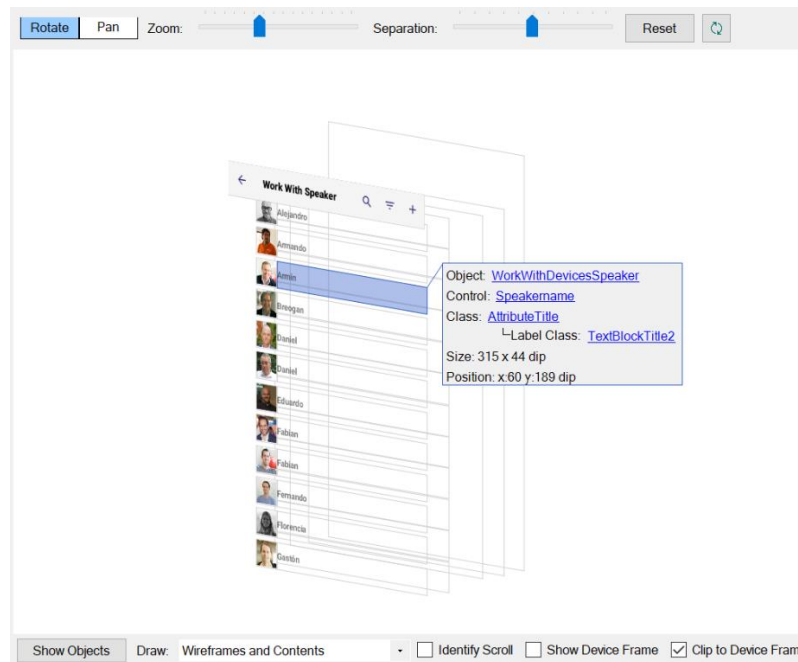 Rotate Pan Zoom: Separation: Reset
Work With Speaker
Alejandro
Armando
Armin
Breogan
Daniel
Daniel
Eduardo
Fabian
Fabian
Fernando
Florencia
Gastón
Object: WorkWithDevicesSpeaker
Control: Speakername
Class: AttributeTitle
Label Class: TextBlockTitle2
Size: 315 x 44 dip
Position: x:60 y:189 dip
Show Objects Draw: Wireframes and Contents Identify Scroll Show Device Frame Clip to Device Fram